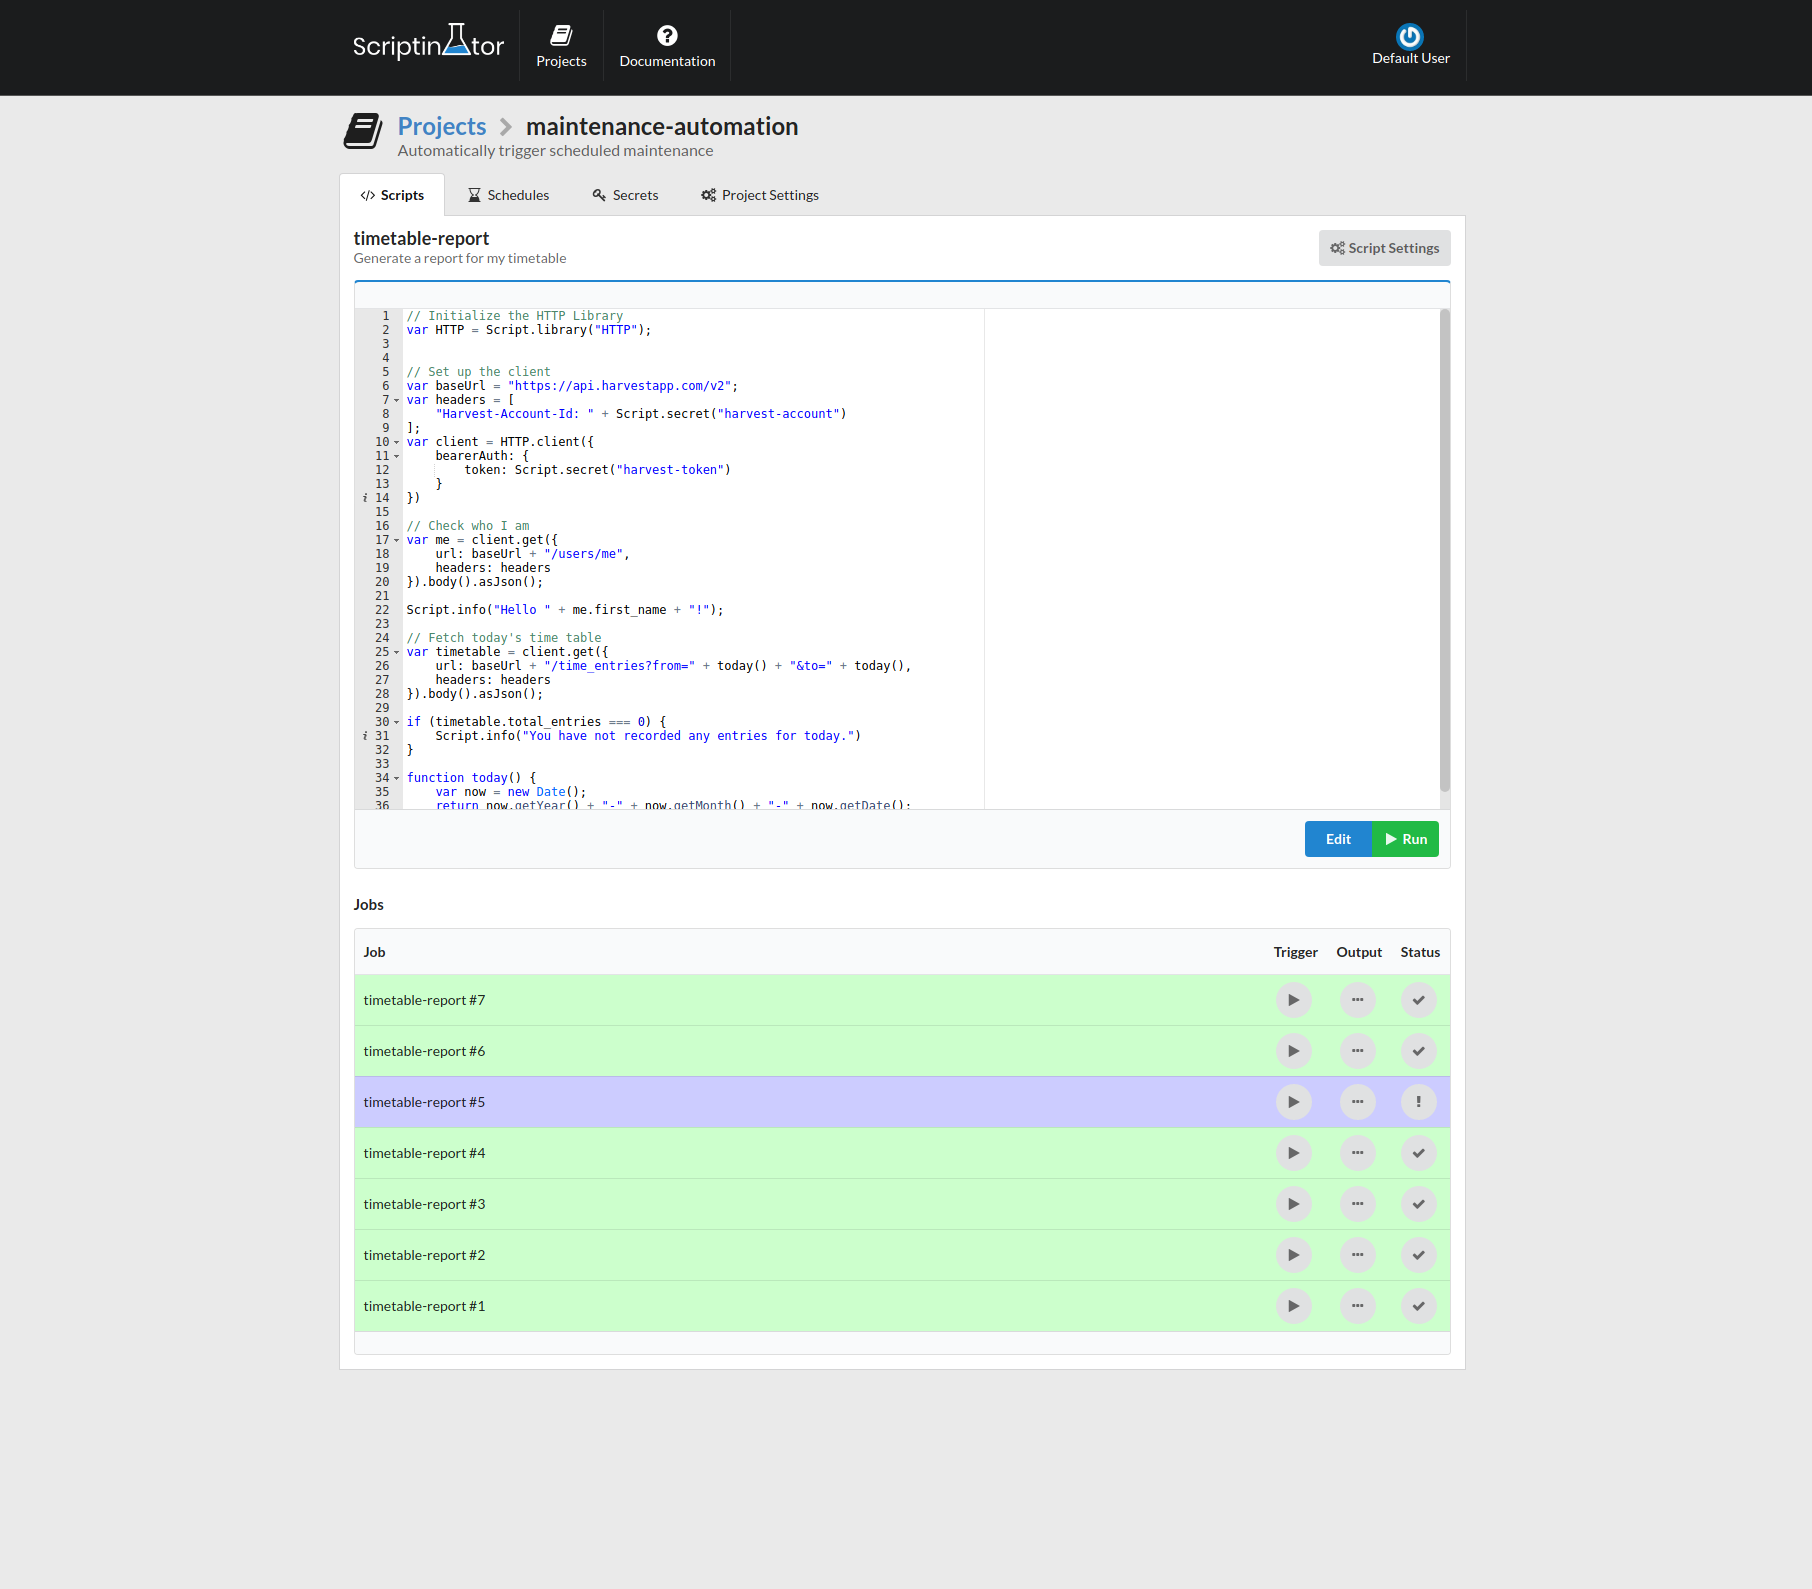 Scriptinator
Projects
Documentation
Default User
Projects maintenance-automation
Automatically trigger scheduled maintenance
</> Scripts
Schedules
Secrets
Project Settings
timetable-report
Generate a report for my timetable
Script Settings
1 // Initialize the HTTP Library
2 var HTTP = Script.library("HTTP");
3
4
5 // Set up the client
6 var baseUrl = "https://api.harvestapp.com/v2";
7 var headers = [
8     "Harvest-Account-Id: " + Script.secret("harvest-account")
9 ];
10 var client = HTTP.client({
11     bearerAuth: {
12         token: Script.secret("harvest-token")
13     }
i 14 })
15
16 // Check who I am
17 var me = client.get({
18     url: baseUrl + "/users/me",
19     headers: headers
20 }).body().asJson();
21
22 Script.info("Hello " + me.first_name + "!");
23
24 // Fetch today's time table
25 var timetable = client.get({
26     url: baseUrl + "/time_entries?from=" + today() + "&to=" + today(),
27     headers: headers
28 }).body().asJson();
29
30 if (timetable.total_entries === 0) {
i 31     Script.info("You have not recorded any entries for today.")
32 }
33
34 function today() {
35     var now = new Date();
36     return now.getYear() + "-" + now.getMonth() + "-" + now.getDate();
Edit
Run
Jobs
Job Trigger Output Status
timetable-report #7
timetable-report #6
timetable-report #5
timetable-report #4
timetable-report #3
timetable-report #2
timetable-report #1